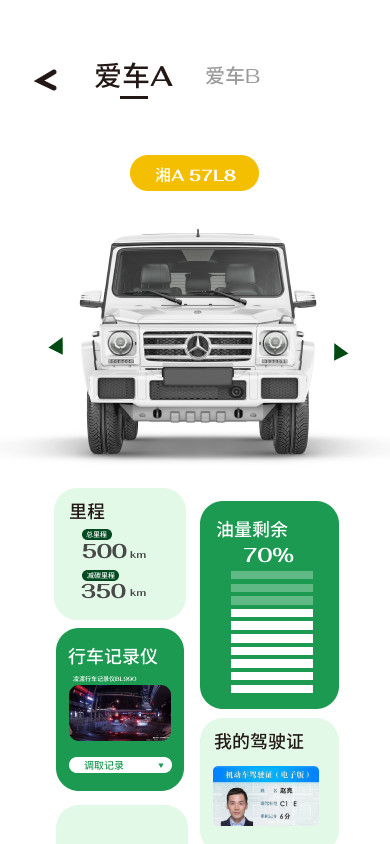 爱车A 爱车B
湘A 57L8
里程
总里程
500 km
减碳里程
350 km
油量剩余
70%
行车记录仪
凌渡行车记录仪BL990
调取记录
我的驾驶证
机动车驾驶证（电子版）
姓 名 赵亮
准驾车型 C1 E
累积记分 6分